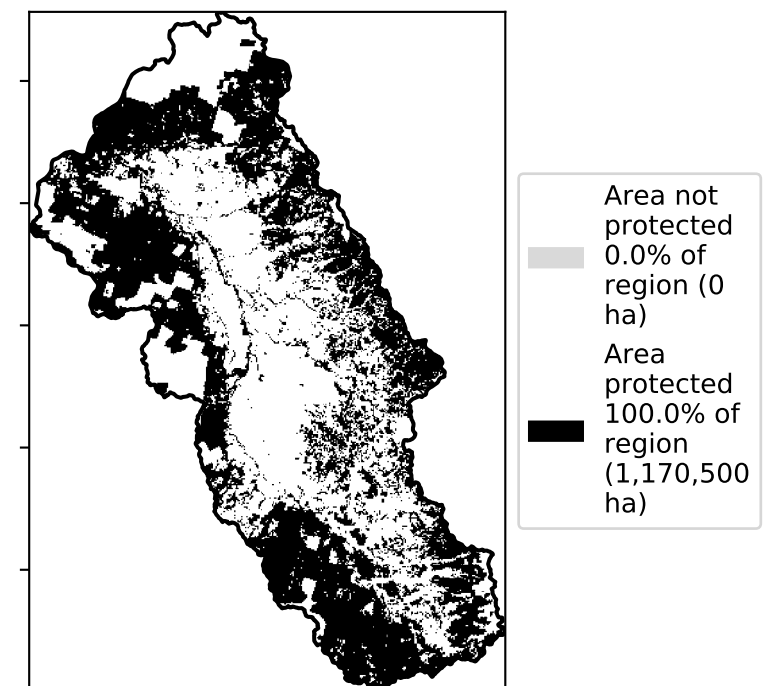 Area not
protected
0.0% of
region (0
ha)
Area
protected
100.0% of
region
(1,170,500
ha)